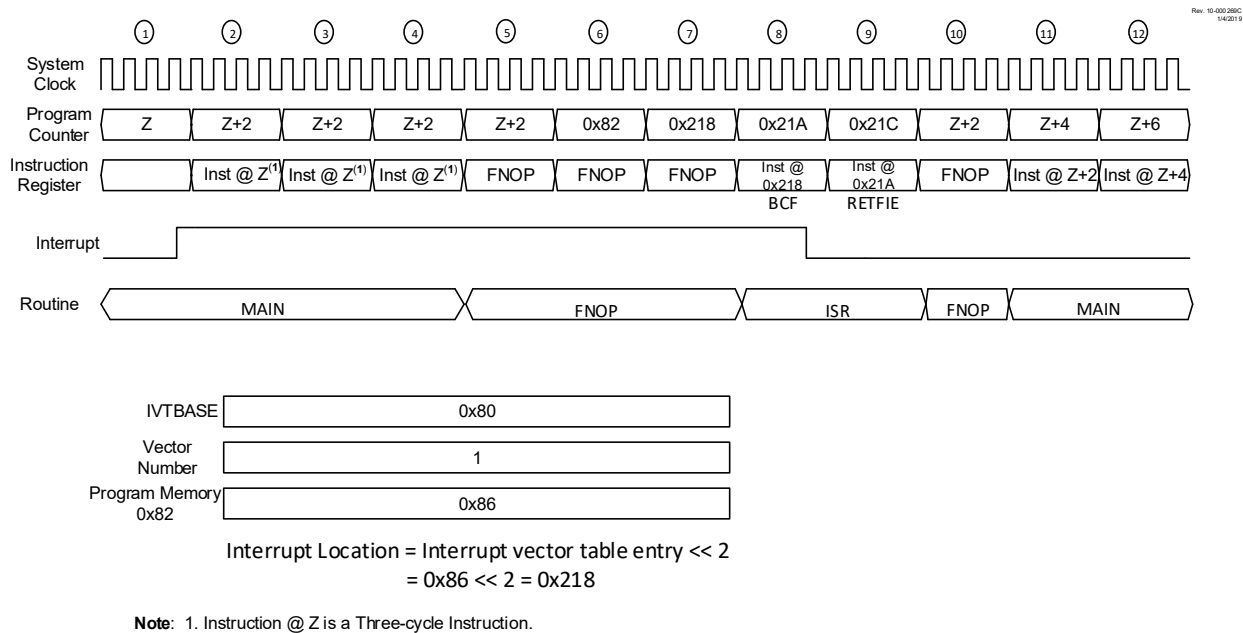 Rev. 10-000 269C
1/4/201 9
1 2 3 4 5 6 7 8 9 10 11 12
System
Clock
Program
Counter
Z Z+2 Z+2 Z+2 Z+2 0x82 0x218 0x21A 0x21C Z+2 Z+4 Z+6
Instruction
Register
Inst @ Z(1) Inst @ Z(1) Inst @ Z(1) FNOP FNOP FNOP Inst @ 0x218 Inst @ 0x21A FNOP Inst @ Z+2 Inst @ Z+4
BCF RETFIE
Interrupt
Routine
MAIN FNOP ISR FNOP MAIN
IVTBASE 0x80
Vector
Number
1
Program Memory
0x82
0x86
Interrupt Location = Interrupt vector table entry << 2
= 0x86 << 2 = 0x218
Note: 1. Instruction @ Z is a Three-cycle Instruction.